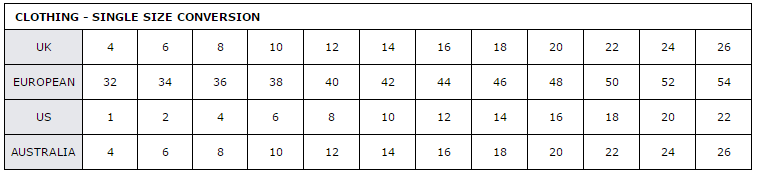 CLOTHING - SINGLE SIZE CONVERSION
UK 4 6 8 10 12 14 16 18 20 22 24 26
EUROPEAN 32 34 36 38 40 42 44 46 48 50 52 54
US 1 2 4 6 8 10 12 14 16 18 20 22
AUSTRALIA 4 6 8 10 12 14 16 18 20 22 24 26